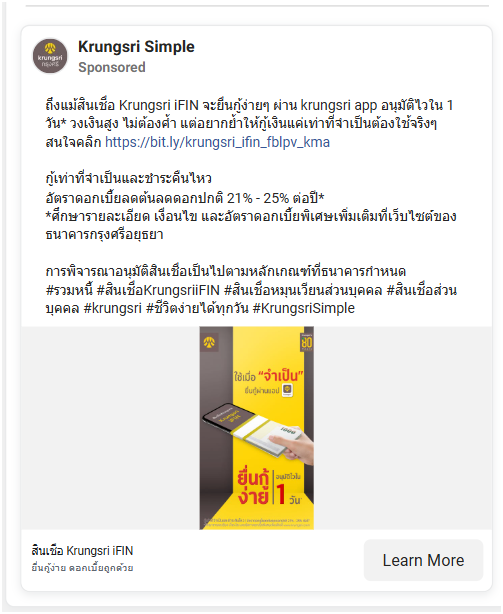 krungsri
กรุงศรี
Krungsri Simple
Sponsored
ถึงแม้สินเชื่อ Krungsri iFIN จะยื่นกู้ง่ายๆ ผ่าน krungsri app อนุมัติไวใน 1
วัน* วงเงินสูง ไม่ต้องค้ำ แต่อยากย้ำให้กู้เงินแค่เท่าที่จำเป็นต้องใช้จริงๆ
สนใจคลิก https://bit.ly/krungsri_ifin_fblpv_kma
กู้เท่าที่จำเป็นและชำระคืนไหว
อัตราดอกเบี้ยลดต้นลดดอกปกติ 21% - 25% ต่อปี*
*ศึกษารายละเอียด เงื่อนไข และอัตราดอกเบี้ยพิเศษเพิ่มเติมที่เว็บไซต์ของ
ธนาคารกรุงศรีอยุธยา
การพิจารณาอนุมัติสินเชื่อเป็นไปตามหลักเกณฑ์ที่ธนาคารกำหนด
#รวมหนี้ #สินเชื่อKrungsriiFIN #สินเชื่อหมุนเวียนส่วนบุคคล #สินเชื่อส่วน
บุคคล #krungsri #ชีวิตง่ายได้ทุกวัน #KrungsriSimple
ใช้เมื่อ "จำเป็น"
ยื่นกู้ผ่านแอป
Krungsri
iFIN
1000
ยื่นกู้
ง่าย
อนุมัติไวใน
1 วัน*
สินเชื่อ Krungsri iFIN
ยื่นกู้ง่าย ดอกเบี้ยถูกด้วย
Learn More